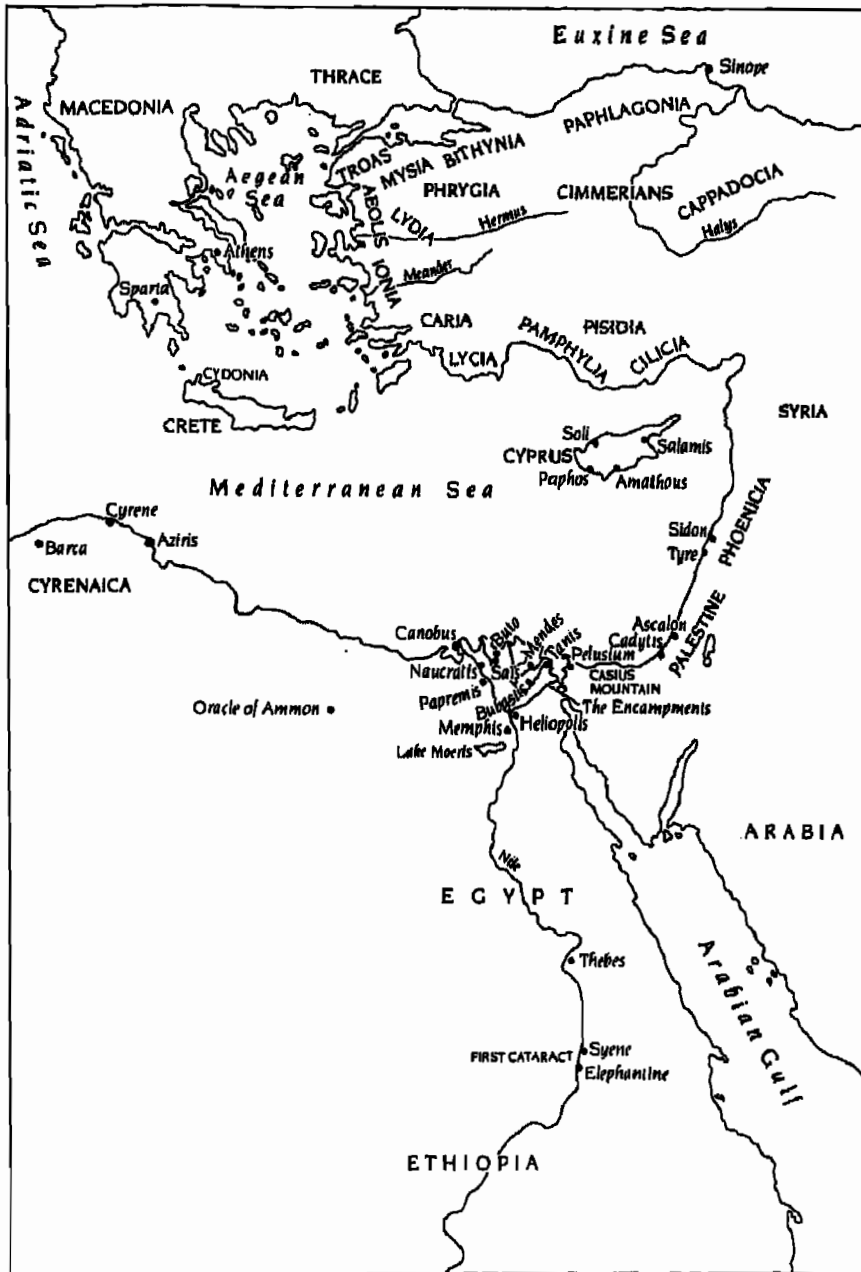 Euxine Sea
Sinope
THRACE
MACEDONIA
PAPHLAGONIA
Adriatic Sea
BITHYNIA
TROAS
MYSIA
Aegean
Sea
PHRYGIA
CIMMERIANS
CAPPADOCIA
AEOLIS
LYDIA
Hermus
Halys
Athens
IONIA
Meander
Sparta
CARIA
PISIDIA
PAMPHYLIA
CILICIA
LYCIA
CYDONIA
CRETE
SYRIA
Soli
Salamis
CYPRUS
Paphos
Amathous
Mediterranean Sea
Cyrene
Barca
Aziris
CYRENAICA
Sidon
Tyre
PHOENICIA
PALESTINE
Ascalon
Cadytis
Canobus
Buto
Mendes
Tanis
Pelusium
Naucratis
Sais
CASIUS
MOUNTAIN
Papremis
Bubastis
The Encampments
Oracle of Ammon
Heliopolis
Memphis
Lake Moeris
ARABIA
Nile
EGYPT
Thebes
Arabian Gulf
Syene
FIRST CATARACT
Elephantine
ETHIOPIA